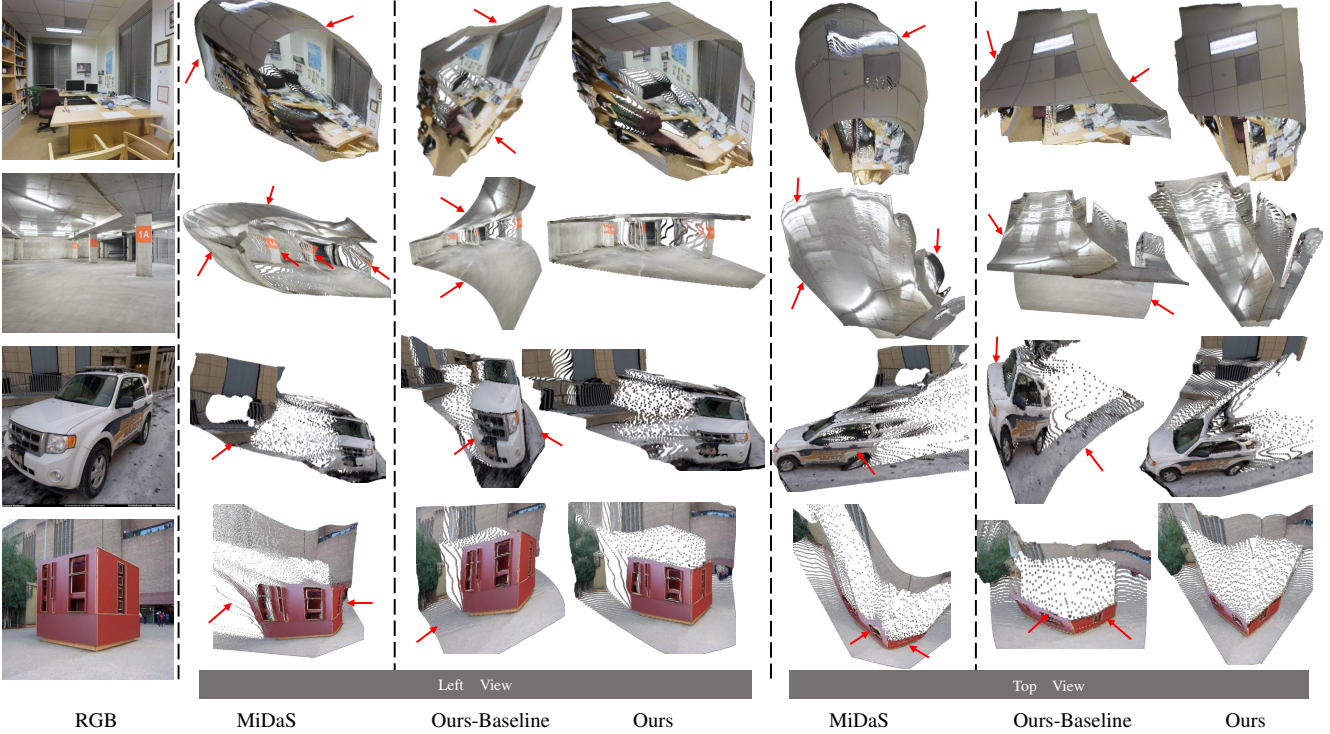 1A
Left View
Top View
RGB
MiDaS
Ours-Baseline
Ours
MiDaS
Ours-Baseline
Ours